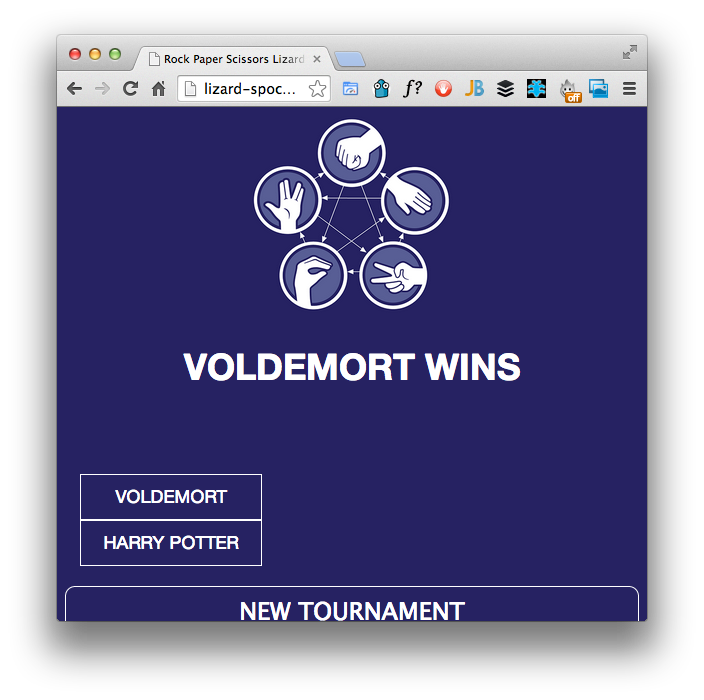 Rock Paper Scissors Lizard
lizard-spoc...
f?
JB
off
VOLDEMORT WINS
VOLDEMORT
HARRY POTTER
NEW TOURNAMENT